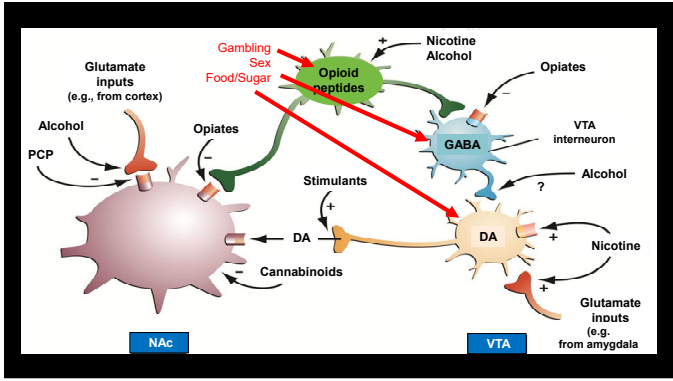 Gambling
Sex
Food/Sugar
+
Nicotine
Alcohol
Glutamate
inputs
(e.g., from cortex)
Opioid
peptides
Opiates
–
Alcohol
Opiates
GABA
VTA
interneuron
PCP
–
–
Stimulants
+
?
Alcohol
DA
DA
+
Nicotine
–
Cannabinoids
+
Glutamate
inputs
(e.g.
from amygdala
NAc
VTA